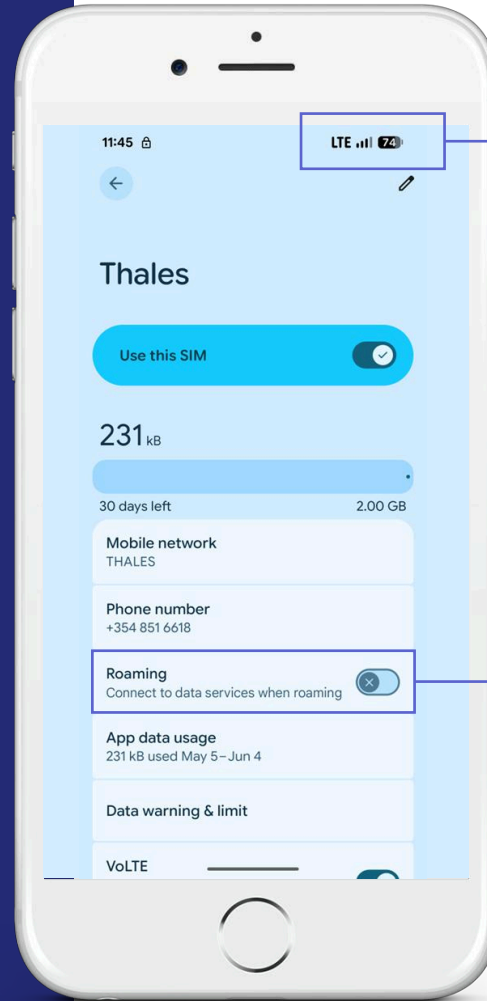 11:45 LTE 74
Thales
Use this SIM
231 kB
30 days left 2.00 GB
Mobile network
THALES
Phone number
+354 851 6618
Roaming
Connect to data services when roaming
App data usage
231 kB used May 5–Jun 4
Data warning & limit
VoLTE